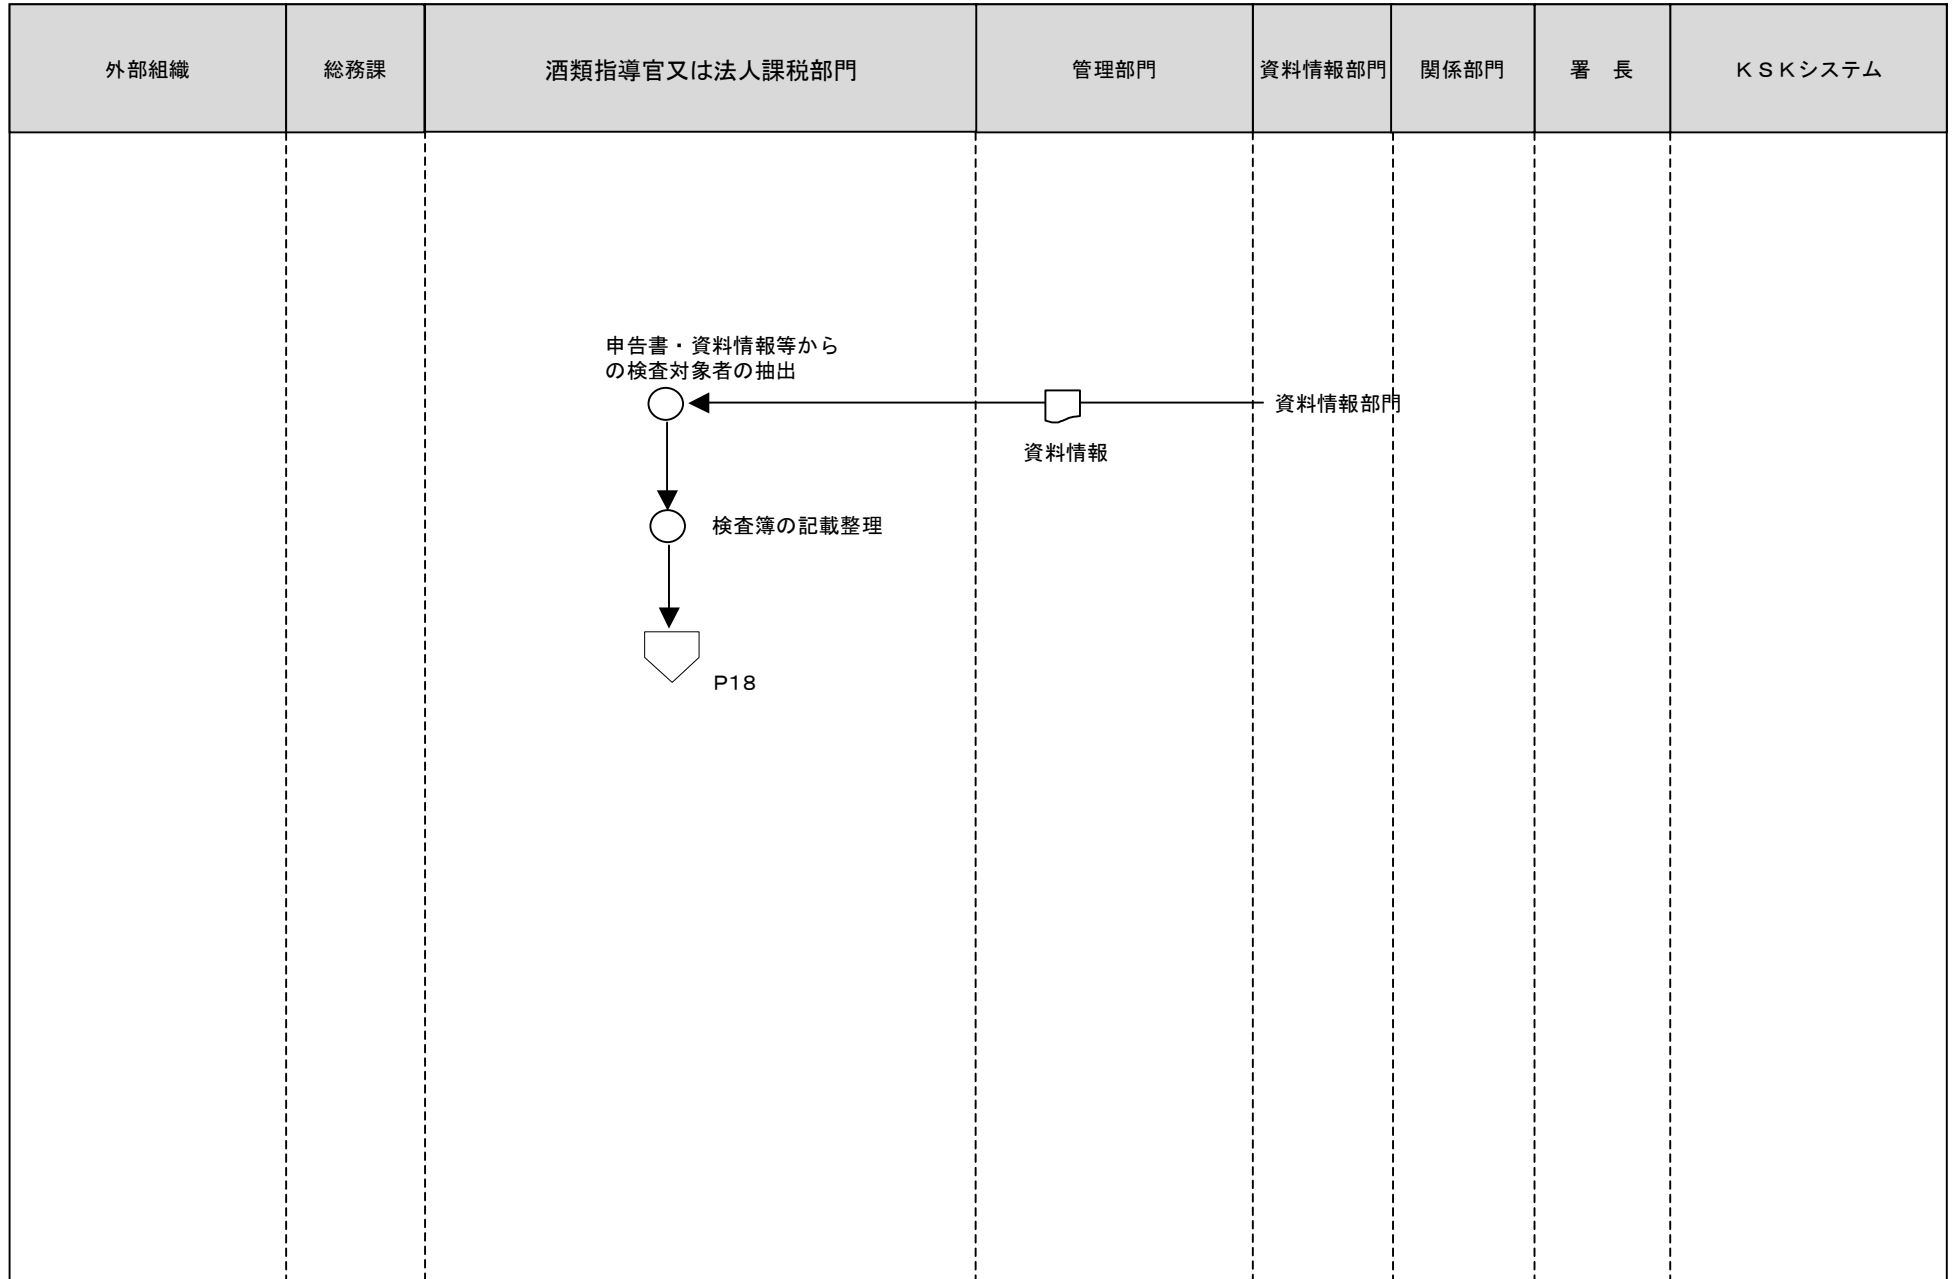 外部組織
総務課
酒類指導官又は法人課税部門
管理部門
資料情報部門
関係部門
署　長
ＫＳＫシステム
申告書・資料情報等から
の検査対象者の抽出
資料情報部門
資料情報
検査簿の記載整理
P18